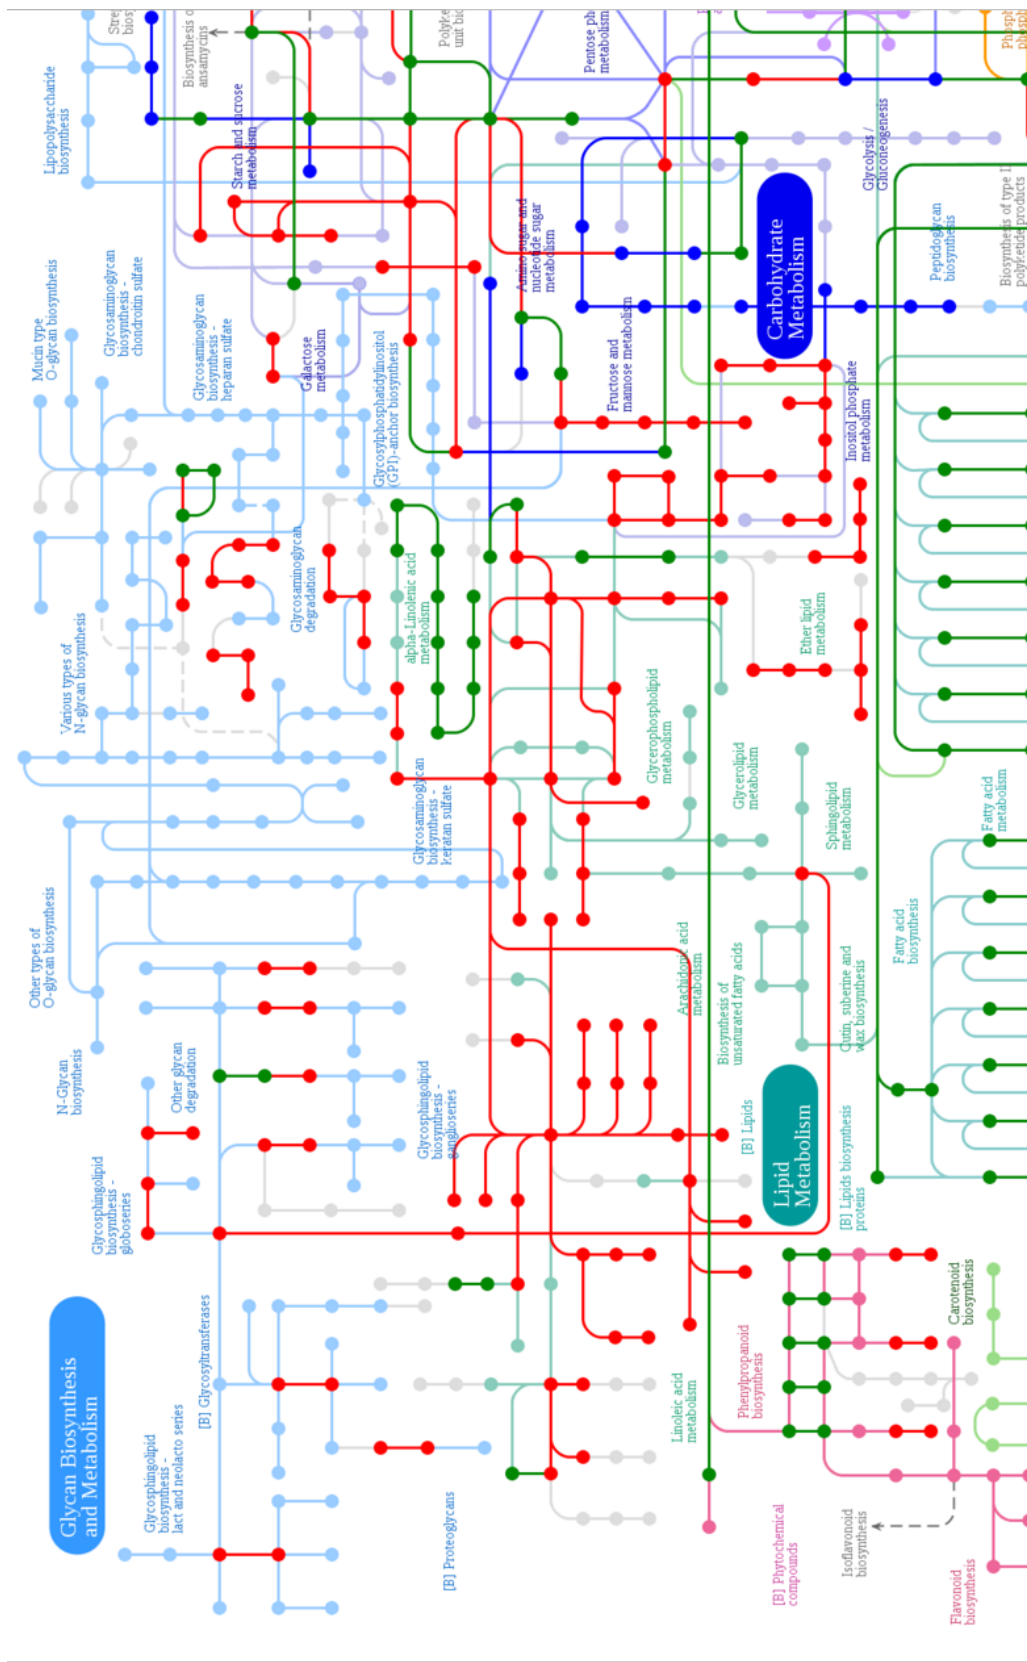 Biosynthesis of
ansamycins
Polyke
unit bio
Pentose ph
metabolism
Phosph
phosph
Lipopolysaccharide
biosynthesis
Starch and sucrose
metabolism
Amino sugar and
nucleotide sugar
metabolism
Glycolysis /
Gluconeogenesis
Carbohydrate
Metabolism
Peptidoglycan
biosynthesis
Biosynthesis of type I
polyketide products
Mucin type
O-glycan biosynthesis
Glycosaminoglycan
biosynthesis -
chondroitin sulfate
Glycosaminoglycan
biosynthesis -
heparan sulfate
Galactose
metabolism
Glycosylphosphatidylinositol
(GPI)-anchor biosynthesis
Fructose and
mannose metabolism
Inositol phosphate
metabolism
Various types of
N-glycan biosynthesis
Glycosaminoglycan
degradation
alpha-Linolenic acid
metabolism
Ether lipid
metabolism
Glycerophospholipid
metabolism
Glycosaminoglycan
biosynthesis -
keratan sulfate
Glycerolipid
metabolism
Sphingolipid
metabolism
Fatty acid
metabolism
Other types of
O-glycan biosynthesis
Arachidonic acid
metabolism
Biosynthesis of
unsaturated fatty acids
Cutin, suberine and
wax biosynthesis
Fatty acid
biosynthesis
N-Glycan
biosynthesis
Other glycan
degradation
Glycosphingolipid
biosynthesis -
ganglioseries
[B] Lipids
Lipid
Metabolism
[B] Lipids biosynthesis
proteins
Glycosphingolipid
biosynthesis -
globoseries
Glycan Biosynthesis
and Metabolism
[B] Glycosyltransferases
Glycosphingolipid
biosynthesis -
lact and neolacto series
[B] Proteoglycans
Linoleic acid
metabolism
Phenylpropanoid
biosynthesis
Carotenoid
biosynthesis
[B] Phytochemical
compounds
Isoflavonoid
biosynthesis
Flavonoid
biosynthesis